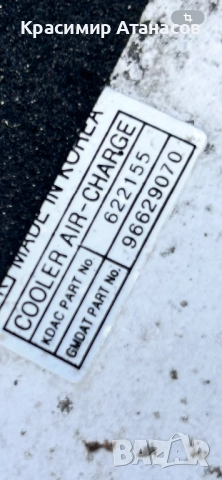 Красимир Атанасов
MADE IN KOREA
COOLER AIR-CHARGE
KDAC PART No 622155
GMDAT PART No. 96629070
BAZAR